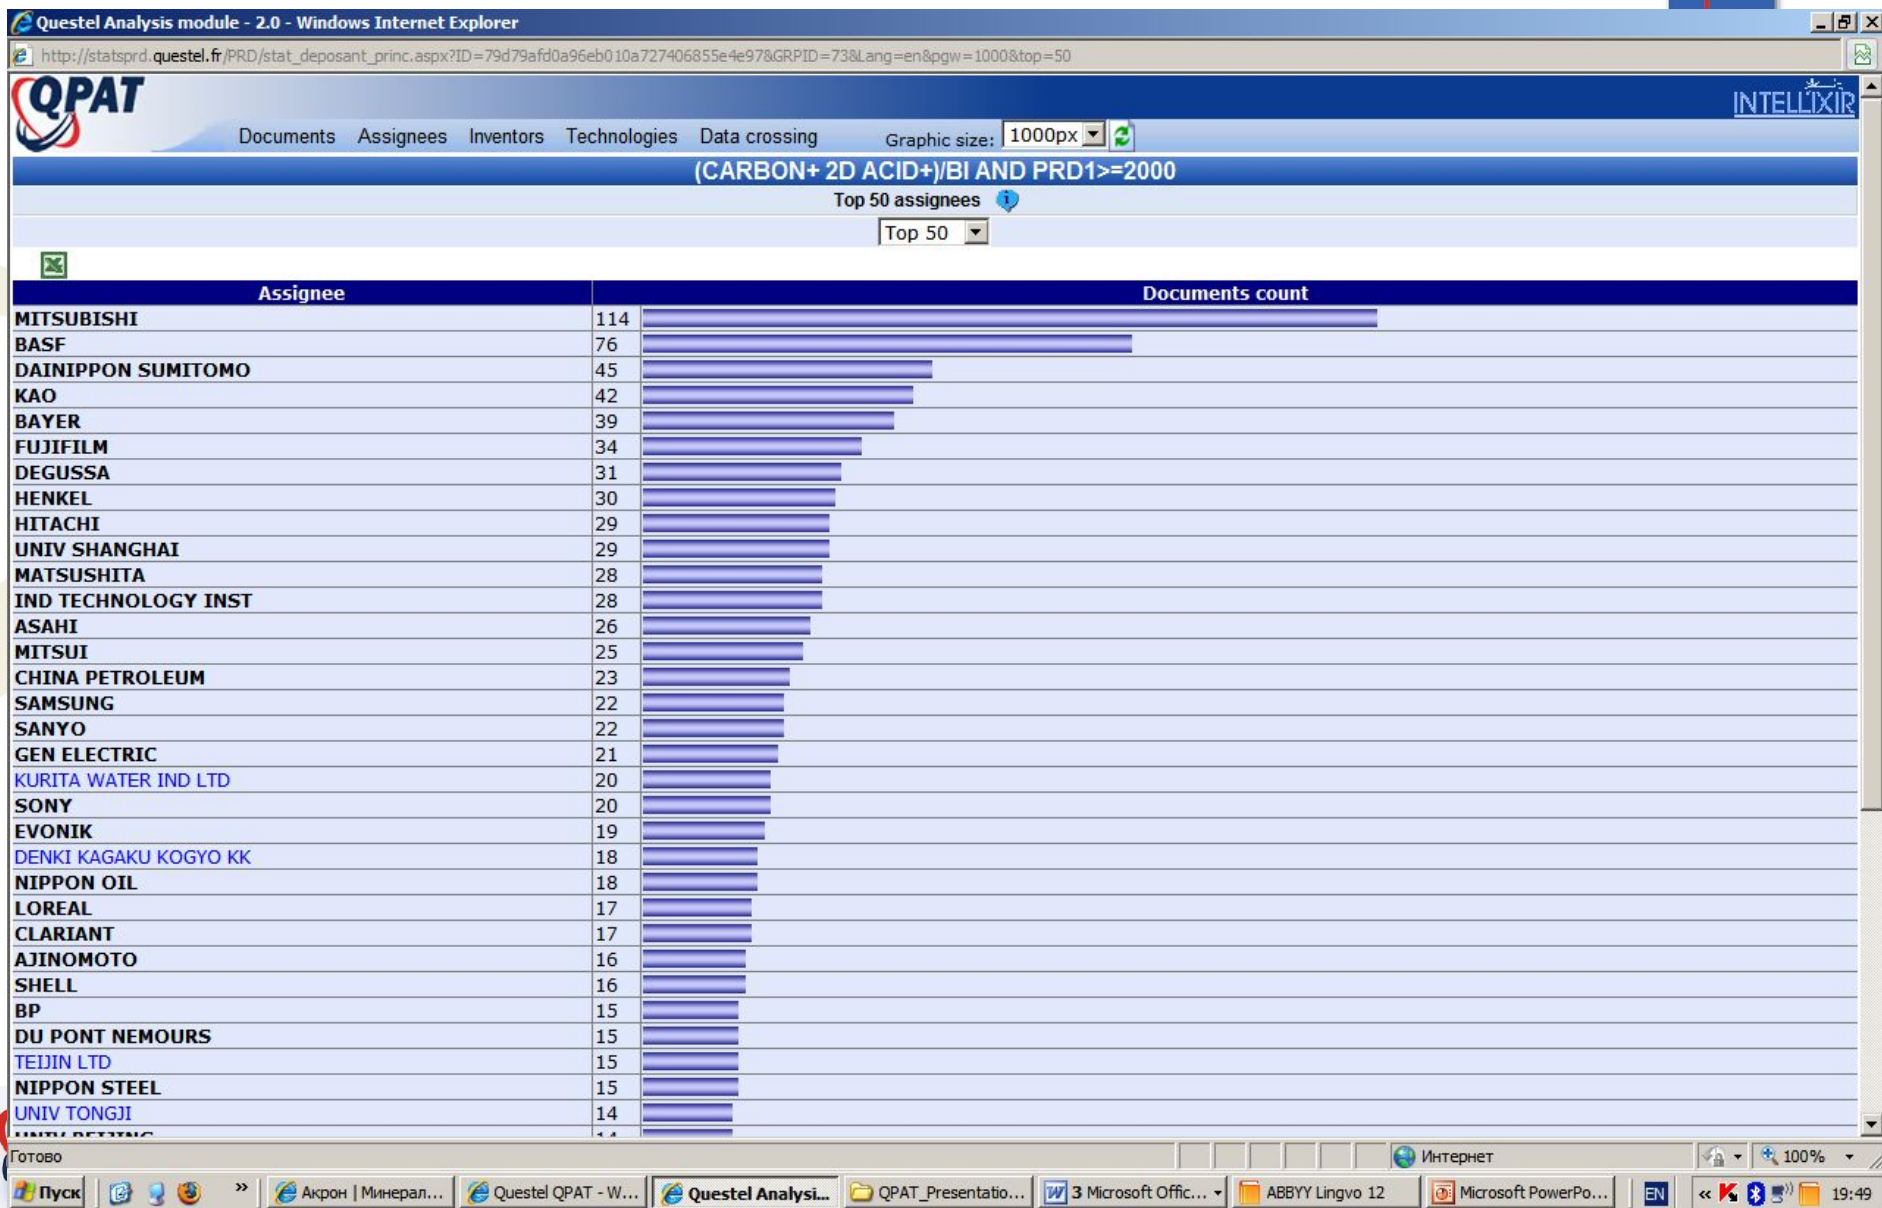 Questel Analysis module - 2.0 - Windows Internet Explorer
http://statsprd.questel.fr/PRD/stat_deposant_princ.aspx?ID=79d79afd0a96eb010a727406855e4e97&GRPID=73&Lang=en&pgw=1000&top=50
QPAT
INTELLIXIR
Documents Assignees Inventors Technologies Data crossing Graphic size: 1000px
(CARBON+ 2D ACID+)/BI AND PRD1>=2000
Top 50 assignees
Top 50
Assignee Documents count
MITSUBISHI 114
BASF 76
DAINIPPON SUMITOMO 45
KAO 42
BAYER 39
FUJIFILM 34
DEGUSSA 31
HENKEL 30
HITACHI 29
UNIV SHANGHAI 29
MATSUSHITA 28
IND TECHNOLOGY INST 28
ASAHI 26
MITSUI 25
CHINA PETROLEUM 23
SAMSUNG 22
SANYO 22
GEN ELECTRIC 21
KURITA WATER IND LTD 20
SONY 20
EVONIK 19
DENKI KAGAKU KOGYO KK 18
NIPPON OIL 18
LOREAL 17
CLARIANT 17
AJINOMOTO 16
SHELL 16
BP 15
DU PONT NEMOURS 15
TEIJIN LTD 15
NIPPON STEEL 15
UNIV TONGJI 14
UNIV BEIJING 14
Готово Интернет 100%
Пуск » Акрон | Минерал... Questel QPAT - W... Questel Analysi... QPAT_Presentatio... 3 Microsoft Offic... ABBYY Lingvo 12 Microsoft PowerPo... EN « 19:49